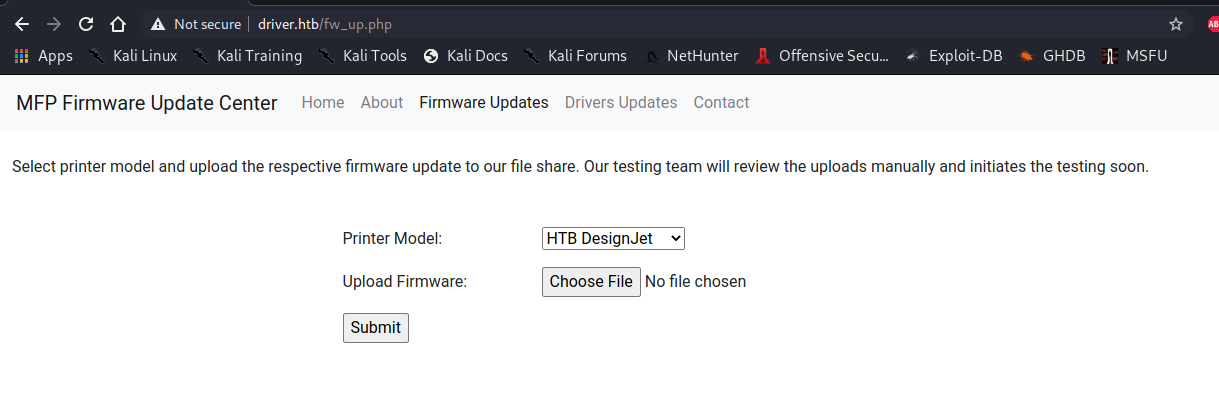 Not secure | driver.htb/fw_up.php
AB
Apps Kali Linux Kali Training Kali Tools Kali Docs Kali Forums NetHunter Offensive Secu... Exploit-DB GHDB MSFU
MFP Firmware Update Center Home About Firmware Updates Drivers Updates Contact
Select printer model and upload the respective firmware update to our file share. Our testing team will review the uploads manually and initiates the testing soon.
Printer Model: HTB DesignJet
Upload Firmware: Choose File No file chosen
Submit